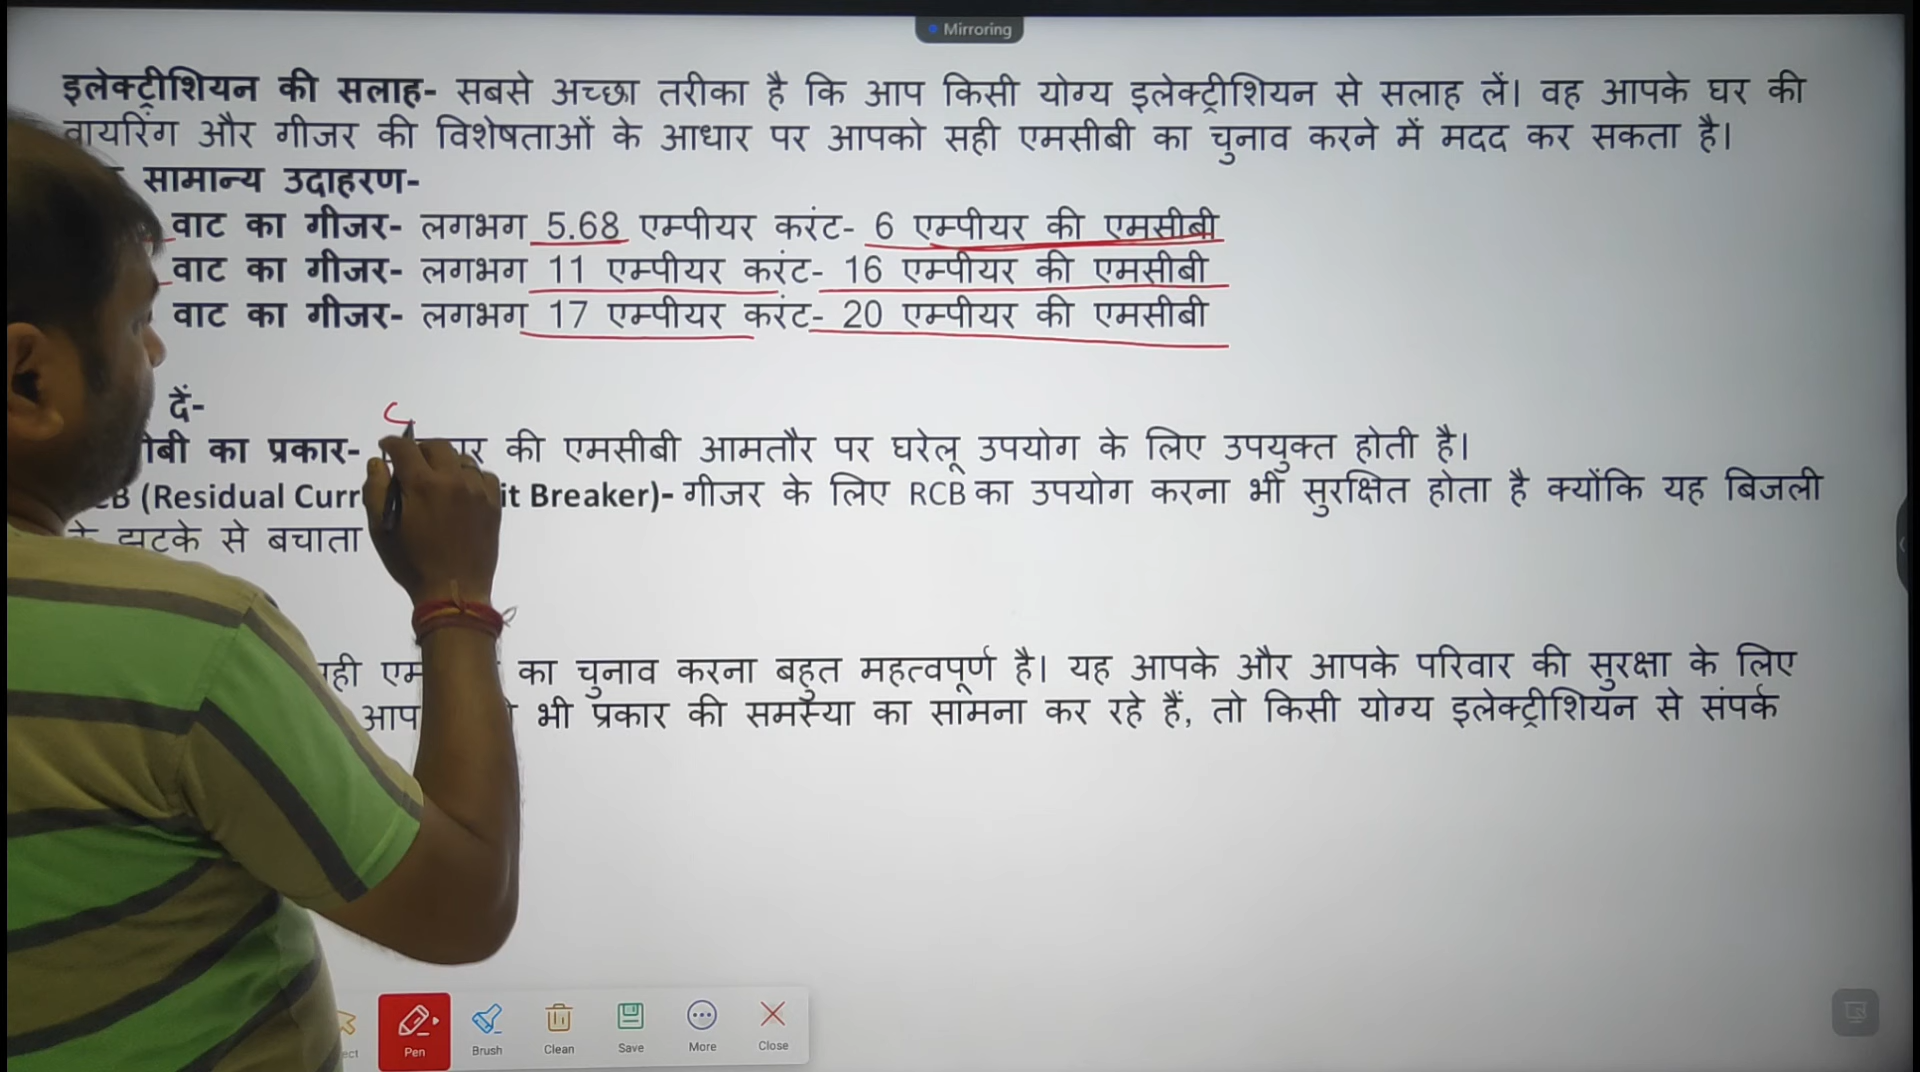 Mirroring
इलेक्ट्रीशियन की सलाह- सबसे अच्छा तरीका है कि आप किसी योग्य इलेक्ट्रीशियन से सलाह लें। वह आपके घर की
वायरिंग और गीजर की विशेषताओं के आधार पर आपको सही एमसीबी का चुनाव करने में मदद कर सकता है।
सामान्य उदाहरण-
वाट का गीजर- लगभग 5.68 एम्पीयर करंट- 6 एम्पीयर की एमसीबी
वाट का गीजर- लगभग 11 एम्पीयर करंट- 16 एम्पीयर की एमसीबी
वाट का गीजर- लगभग 17 एम्पीयर करंट- 20 एम्पीयर की एमसीबी
दें-
का प्रकार- की एमसीबी आमतौर पर घरेलू उपयोग के लिए उपयुक्त होती है।
(Residual Breaker)- गीजर के लिए RCB का उपयोग करना भी सुरक्षित होता है क्योंकि यह बिजली
के झटके से बचाता
का चुनाव करना बहुत महत्वपूर्ण है। यह आपके और आपके परिवार की सुरक्षा के लिए
आप भी प्रकार की समस्या का सामना कर रहे हैं, तो किसी योग्य इलेक्ट्रीशियन से संपर्क
Pen Brush Clean Save More Close